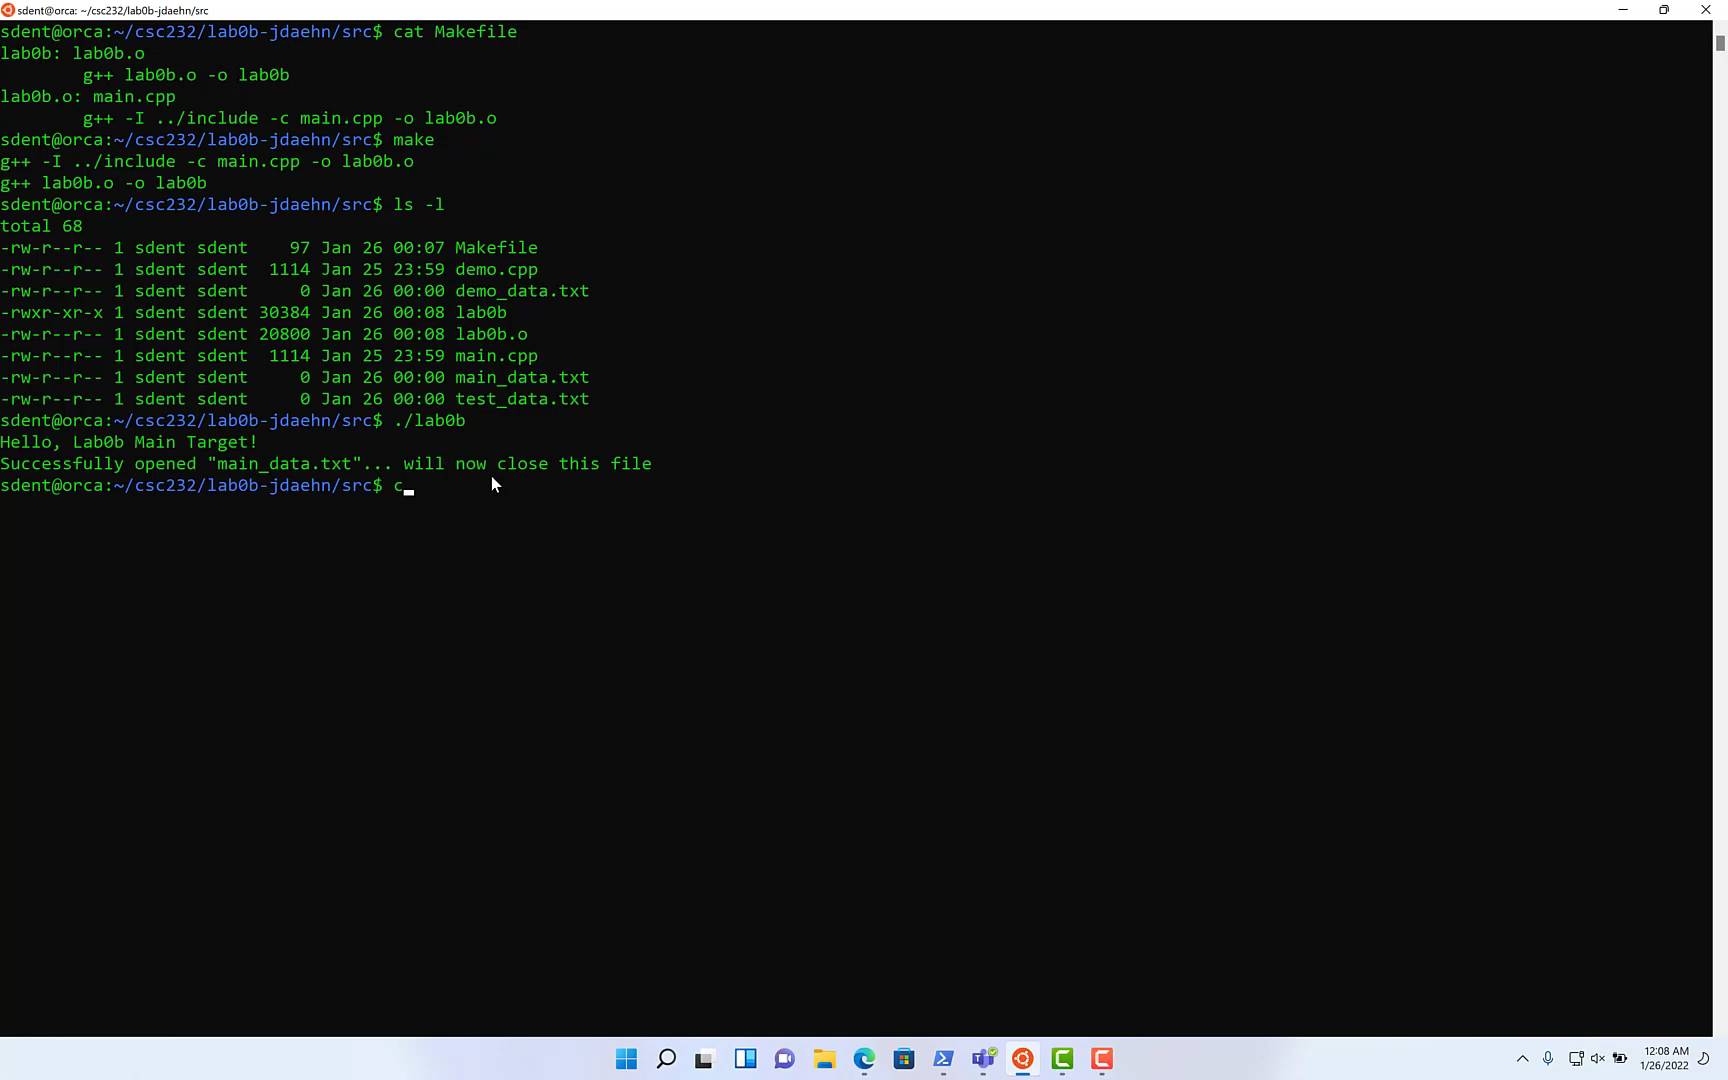 sdent@orca: ~/csc232/lab0b-jdaehn/src
sdent@orca:~/csc232/lab0b-jdaehn/src$ cat Makefile
lab0b: lab0b.o
        g++ lab0b.o -o lab0b
lab0b.o: main.cpp
        g++ -I ../include -c main.cpp -o lab0b.o
sdent@orca:~/csc232/lab0b-jdaehn/src$ make
g++ -I ../include -c main.cpp -o lab0b.o
g++ lab0b.o -o lab0b
sdent@orca:~/csc232/lab0b-jdaehn/src$ ls -l
total 68
-rw-r--r-- 1 sdent sdent    97 Jan 26 00:07 Makefile
-rw-r--r-- 1 sdent sdent  1114 Jan 25 23:59 demo.cpp
-rw-r--r-- 1 sdent sdent     0 Jan 26 00:00 demo_data.txt
-rwxr-xr-x 1 sdent sdent 30384 Jan 26 00:08 lab0b
-rw-r--r-- 1 sdent sdent 20800 Jan 26 00:08 lab0b.o
-rw-r--r-- 1 sdent sdent  1114 Jan 25 23:59 main.cpp
-rw-r--r-- 1 sdent sdent     0 Jan 26 00:00 main_data.txt
-rw-r--r-- 1 sdent sdent     0 Jan 26 00:00 test_data.txt
sdent@orca:~/csc232/lab0b-jdaehn/src$ ./lab0b
Hello, Lab0b Main Target!
Successfully opened "main_data.txt"... will now close this file
sdent@orca:~/csc232/lab0b-jdaehn/src$ c
12:08 AM
1/26/2022